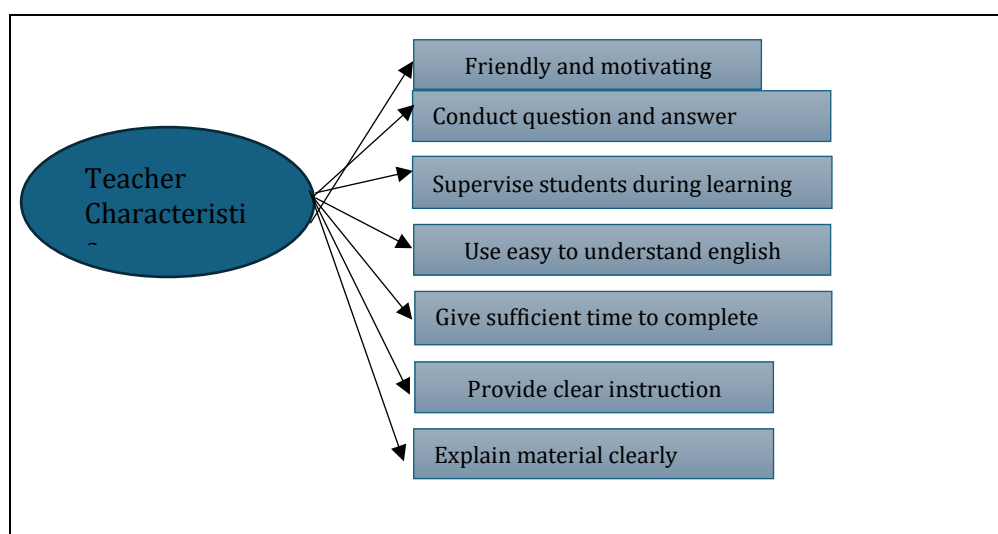 Teacher
Characteristi
Friendly and motivating
Conduct question and answer
Supervise students during learning
Use easy to understand english
Give sufficient time to complete
Provide clear instruction
Explain material clearly